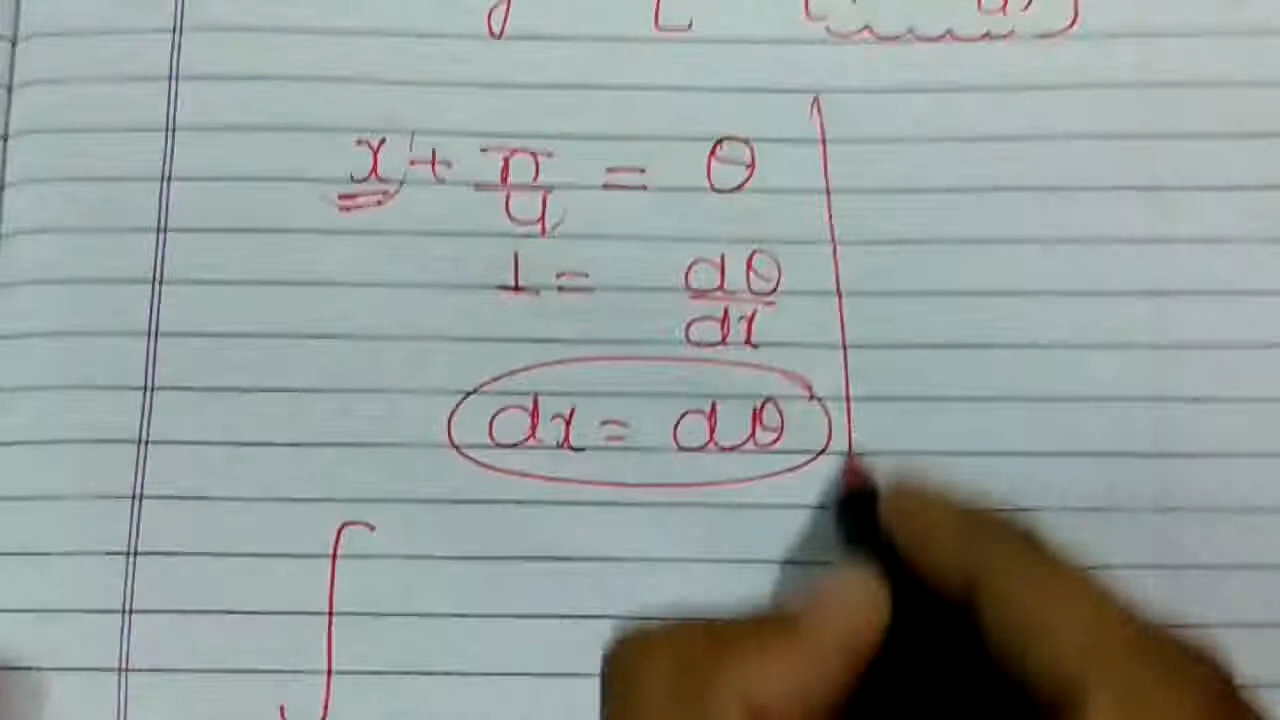 x + π/4 = θ
1 = dθ/dx
dx = dθ
∫